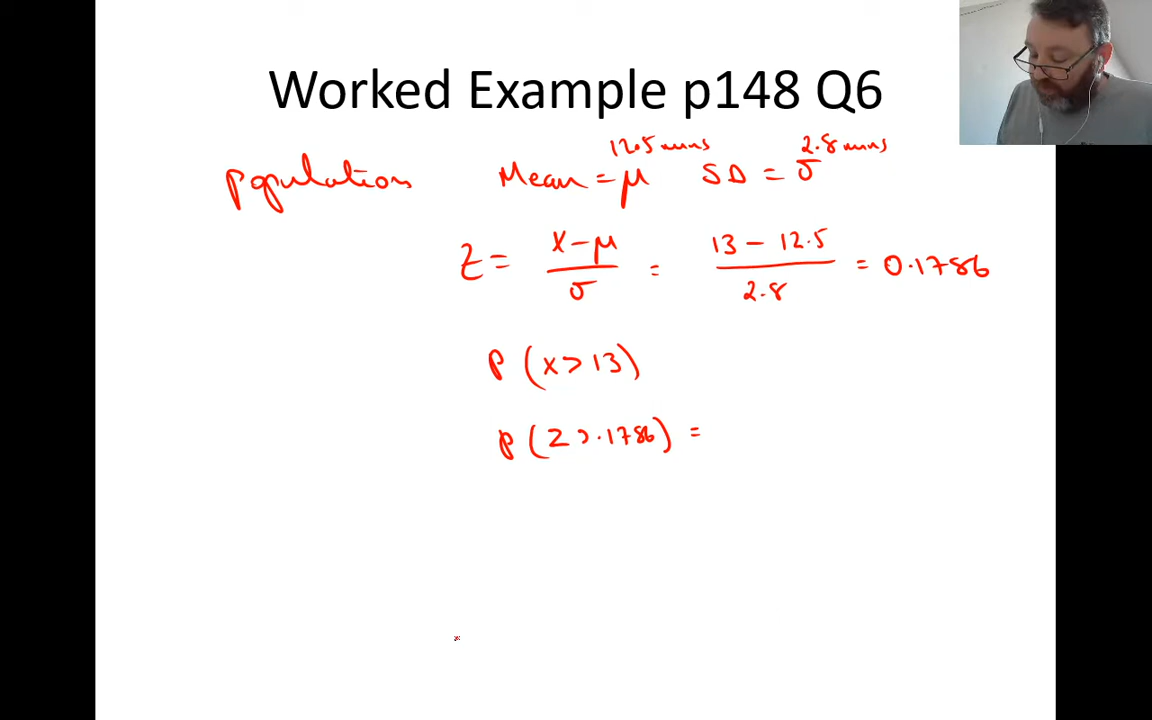 Worked Example p148 Q6
12.5 mins 2.8 mins
Population Mean = μ SD = σ
Z = x-μ/σ = 13 - 12.5/2.8 = 0.1786
P (x > 13)
P (Z > .1786) =